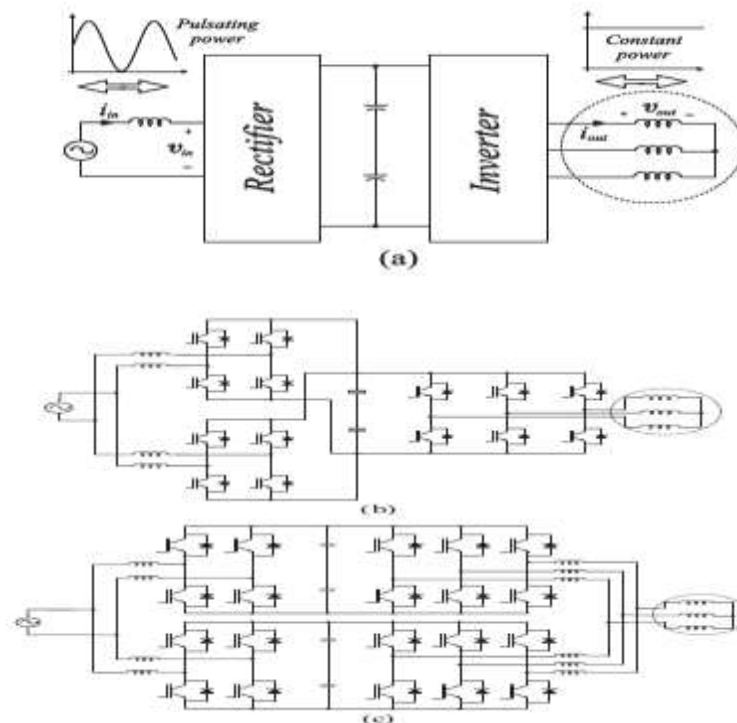 Pulsating
power
Constant
power
i_in
v_in
Rectifier
Inverter
v_out
i_out
(a)
(b)
(c)